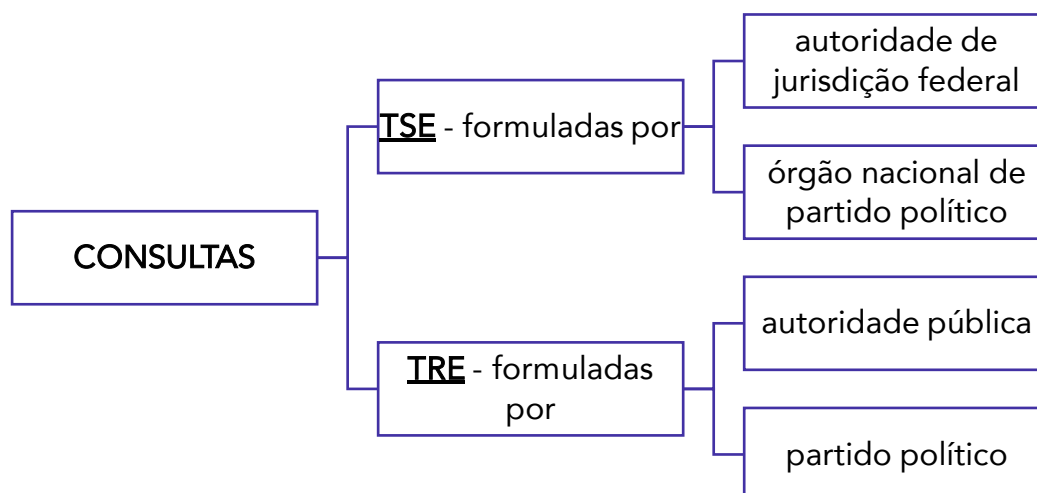 CONSULTAS
TSE - formuladas por
autoridade de
jurisdição federal
órgão nacional de
partido político
TRE - formuladas
por
autoridade pública
partido político